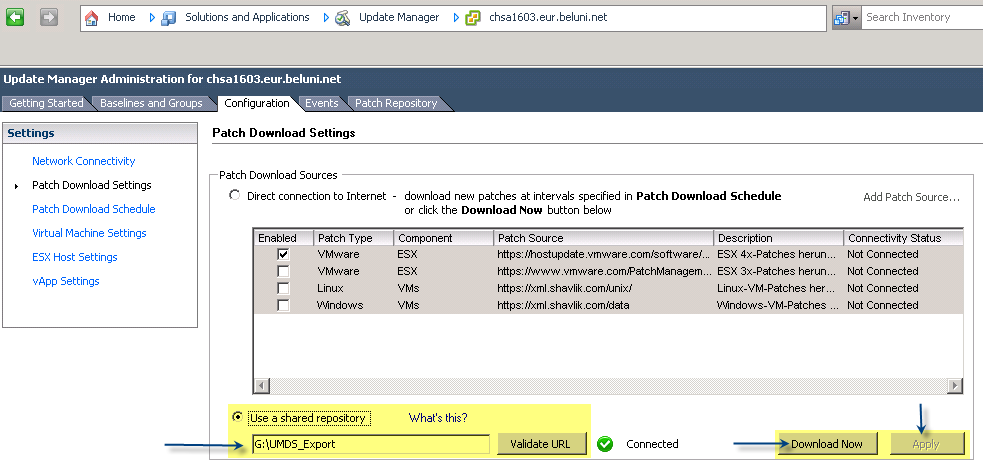 Home Solutions and Applications Update Manager chsa1603.eur.beluni.net Search Inventory
Update Manager Administration for chsa1603.eur.beluni.net
Getting Started Baselines and Groups Configuration Events Patch Repository
Settings
Network Connectivity
Patch Download Settings
Patch Download Schedule
Virtual Machine Settings
ESX Host Settings
vApp Settings
Patch Download Settings
Patch Download Sources
Direct connection to Internet - download new patches at intervals specified in Patch Download Schedule
or click the Download Now button below
Add Patch Source...
Enabled Patch Type Component Patch Source Description Connectivity Status
VMware ESX https://hostupdate.vmware.com/software/... ESX 4x-Patches herun... Not Connected
VMware ESX https://www.vmware.com/PatchManagem... ESX 3x-Patches herun... Not Connected
Linux VMs https://xml.shavlik.com/unix/ Linux-VM-Patches her... Not Connected
Windows VMs https://xml.shavlik.com/data Windows-VM-Patches ... Not Connected
Use a shared repository What's this?
G:\UMDS_Export Validate URL Connected Download Now Apply